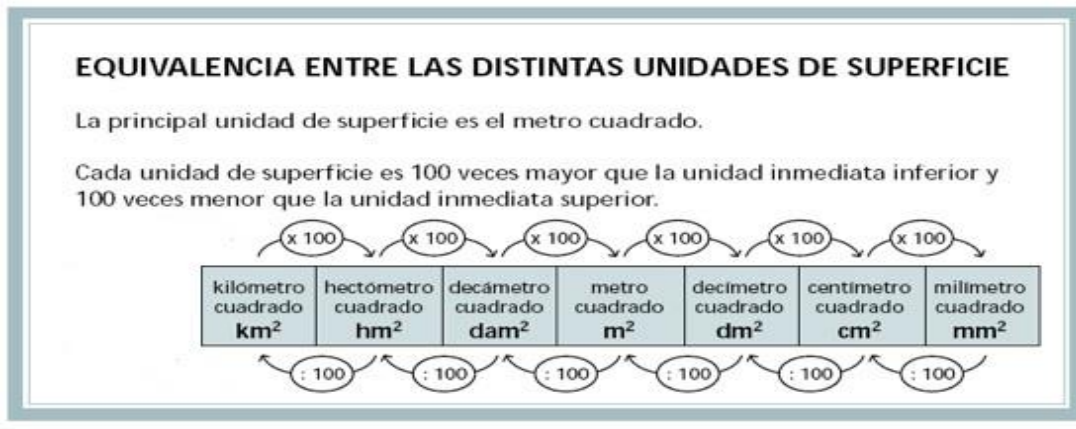 EQUIVALENCIA ENTRE LAS DISTINTAS UNIDADES DE SUPERFICIE
La principal unidad de superficie es el metro cuadrado.
Cada unidad de superficie es 100 veces mayor que la unidad inmediata inferior y
100 veces menor que la unidad inmediata superior.
x 100 x 100 x 100 x 100 x 100 x 100
kilómetro hectómetro decámetro metro decímetro centímetro milímetro
cuadrado cuadrado cuadrado cuadrado cuadrado cuadrado cuadrado
km² hm² dam² m² dm² cm² mm²
: 100 : 100 : 100 : 100 : 100 : 100